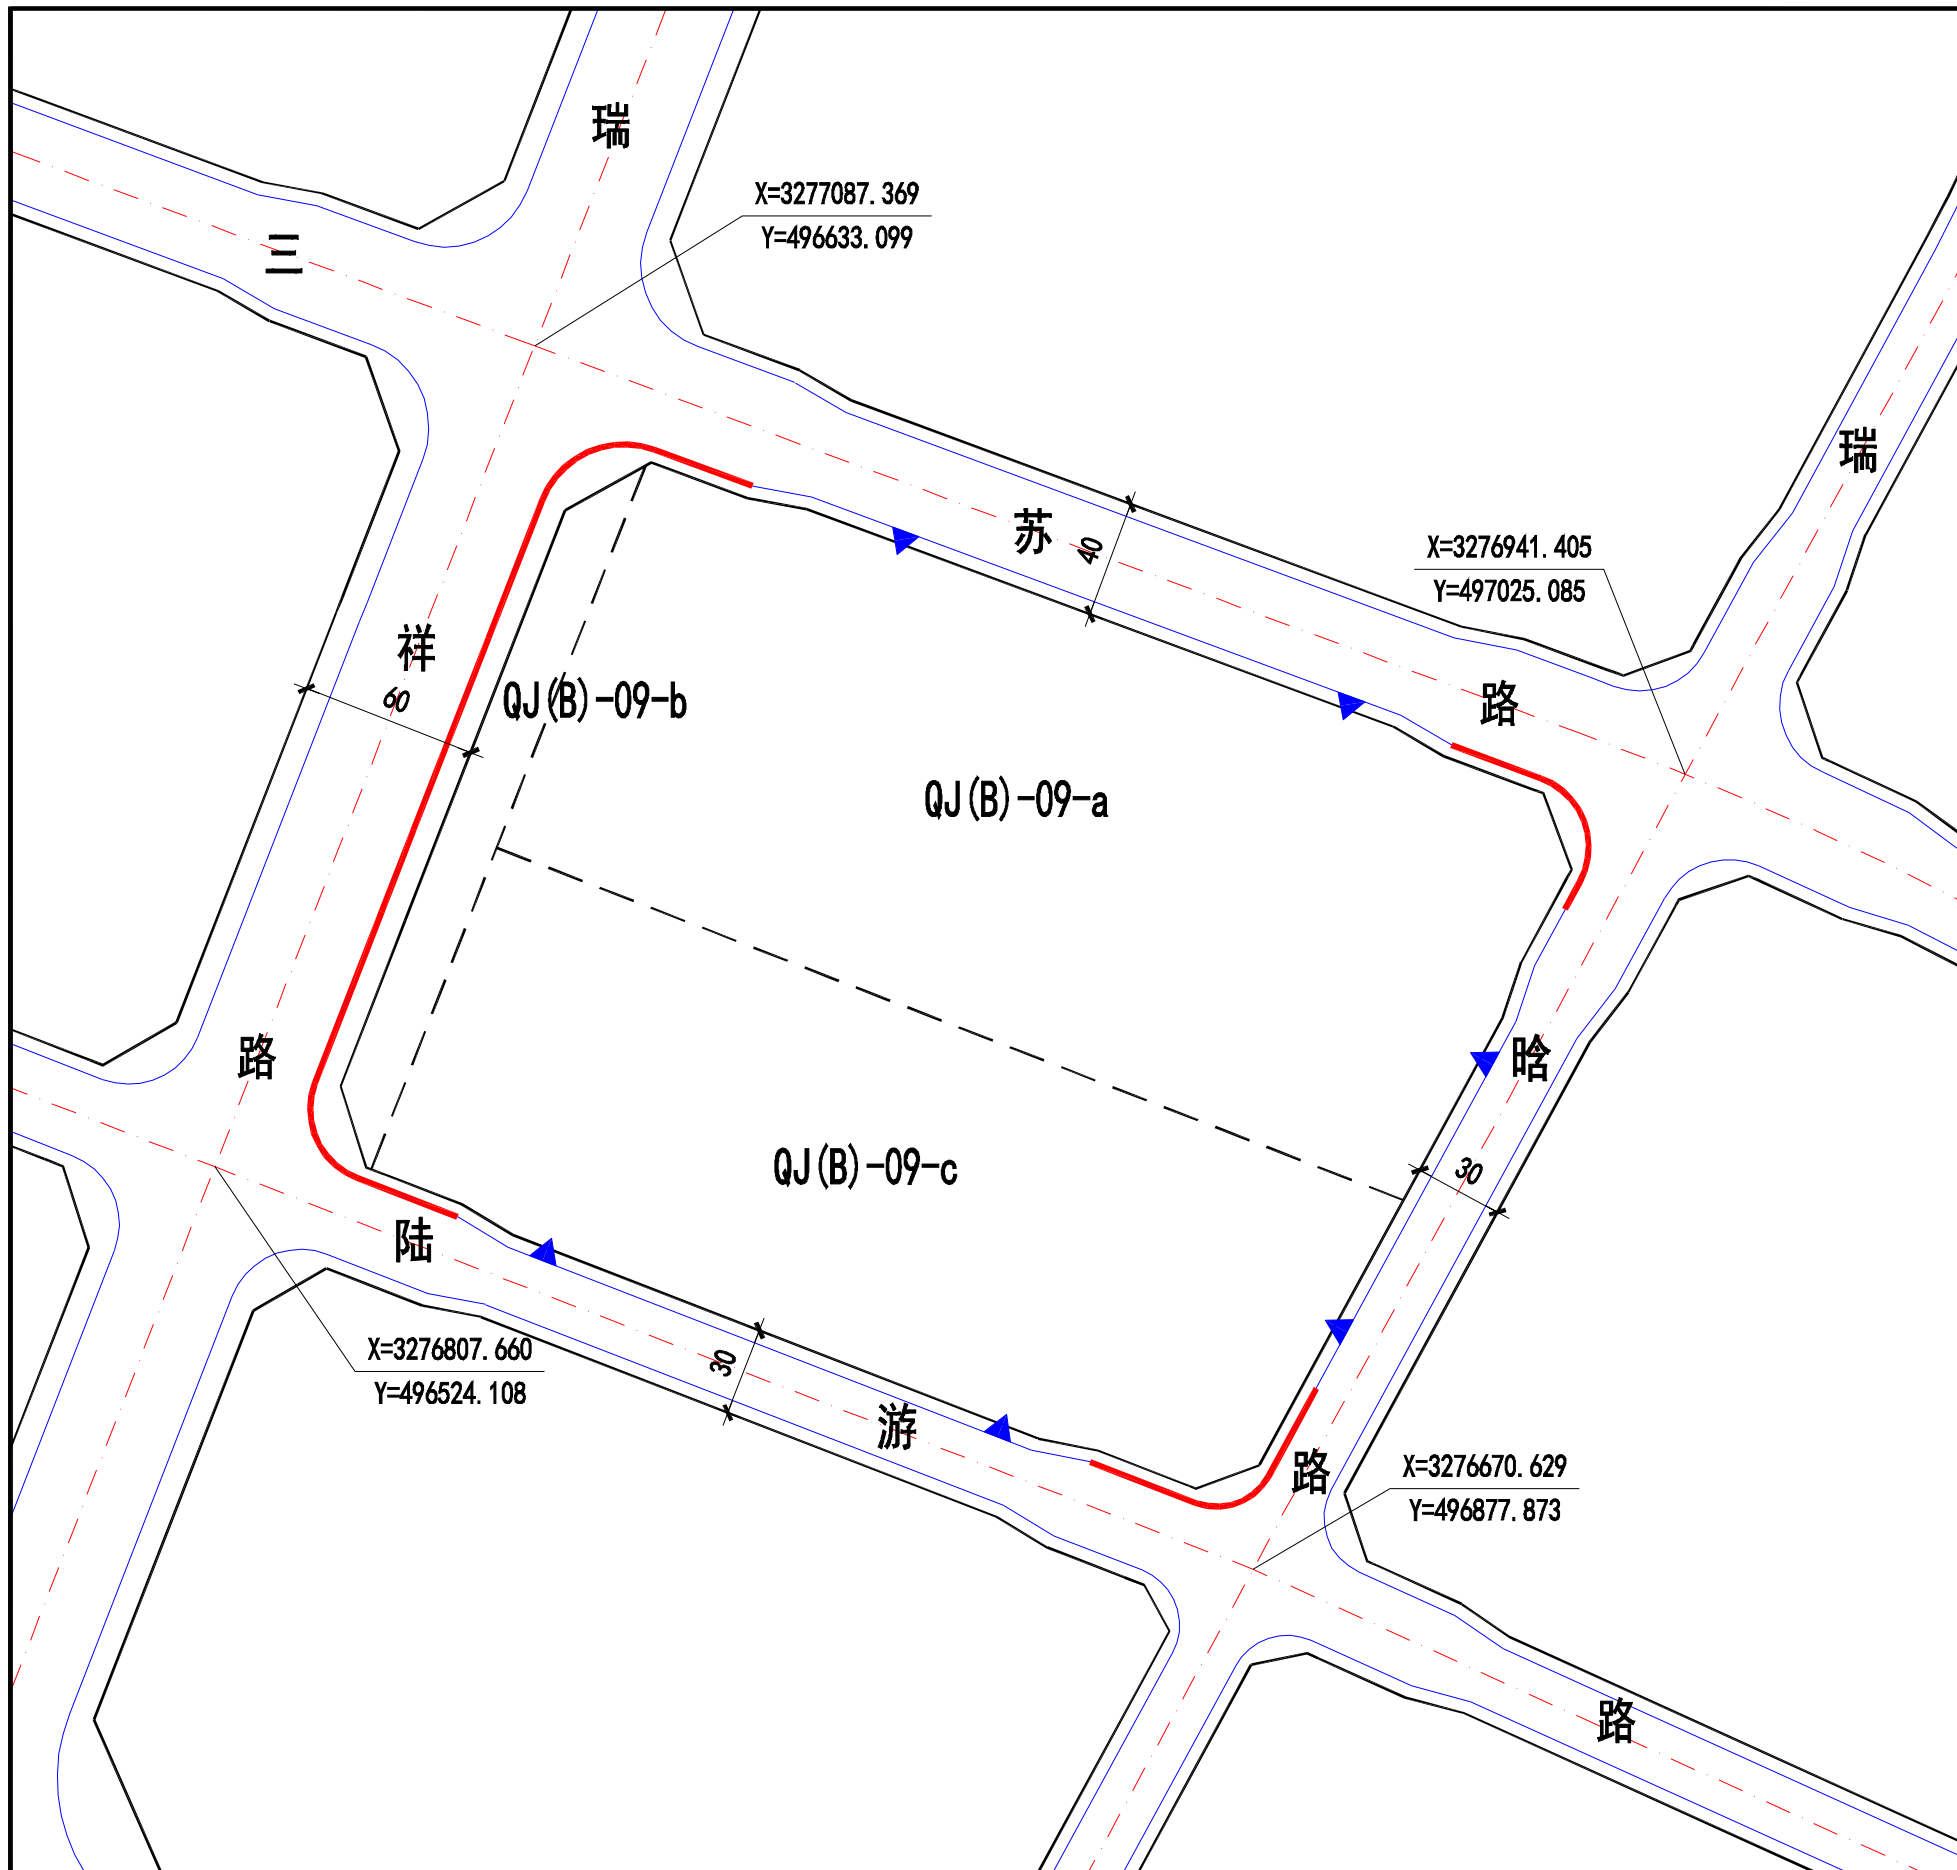 瑞
X=3277087.369
Y=496633.099
三
瑞
苏
40
X=3276941.405
Y=497025.085
祥
60
QJ(B)-09-b
路
QJ(B)-09-a
路
晗
QJ(B)-09-c
30
陆
X=3276807.660
Y=496524.108
30
游
路
X=3276670.629
Y=496877.873
路